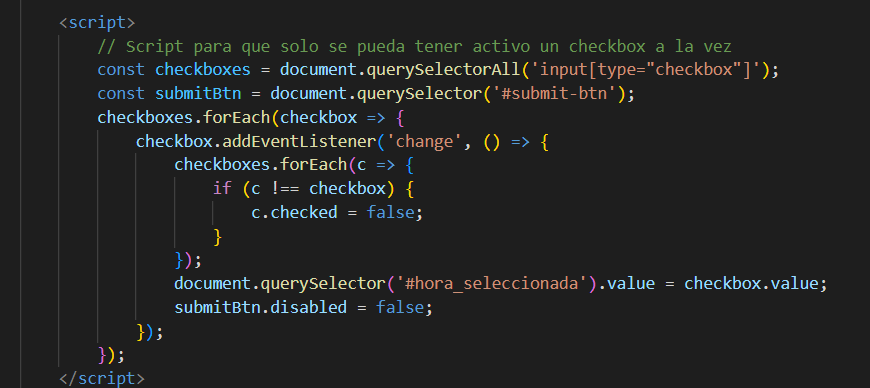 <script>
// Script para que solo se pueda tener activo un checkbox a la vez
const checkboxes = document.querySelectorAll('input[type="checkbox"]');
const submitBtn = document.querySelector('#submit-btn');
checkboxes.forEach(checkbox => {
checkbox.addEventListener('change', () => {
checkboxes.forEach(c => {
if (c !== checkbox) {
c.checked = false;
}
});
document.querySelector('#hora_seleccionada').value = checkbox.value;
submitBtn.disabled = false;
});
});
</script>